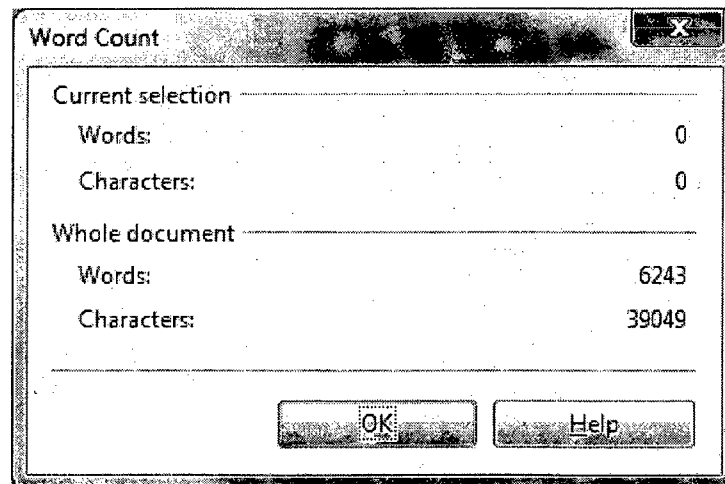 Word Count
Current selection
Words: 0
Characters: 0
Whole document
Words: 6243
Characters: 39049
OK Help